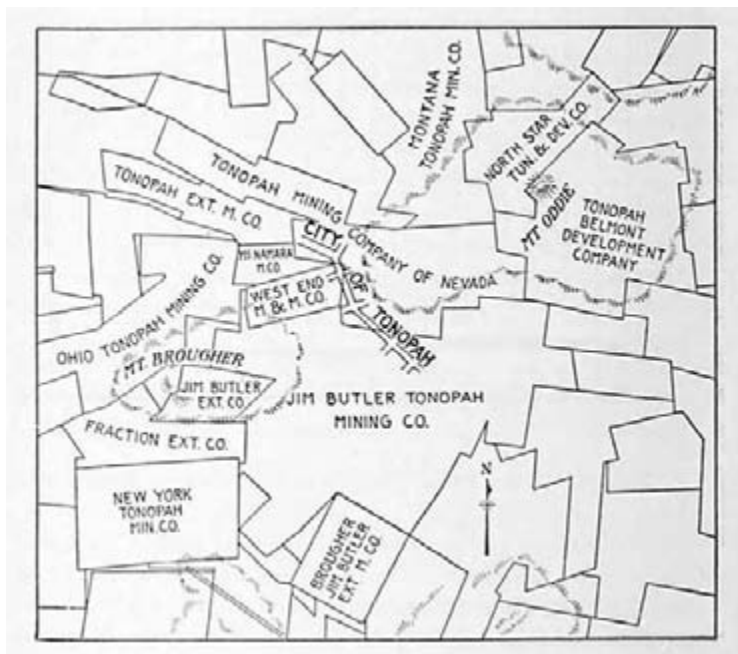 MONTANA
TONOPAH MIN. CO.
NORTH STAR
TUN. & DEV. CO.
MT ODDIE
TONOPAH
BELMONT
DEVELOPMENT
COMPANY
TONOPAH MINING COMPANY OF NEVADA
TONOPAH EXT. M. CO.
CITY OF TONOPAH
MCNAMARA
M. CO.
WEST END
M. & M. CO.
OHIO TONOPAH MINING CO.
MT. BROUGHER
JIM BUTLER
EXT. CO.
JIM BUTLER TONOPAH
MINING CO.
FRACTION EXT. CO.
NEW YORK
TONOPAH
MIN. CO.
BROUGHER
JIM BUTLER
EXT M. CO.
N